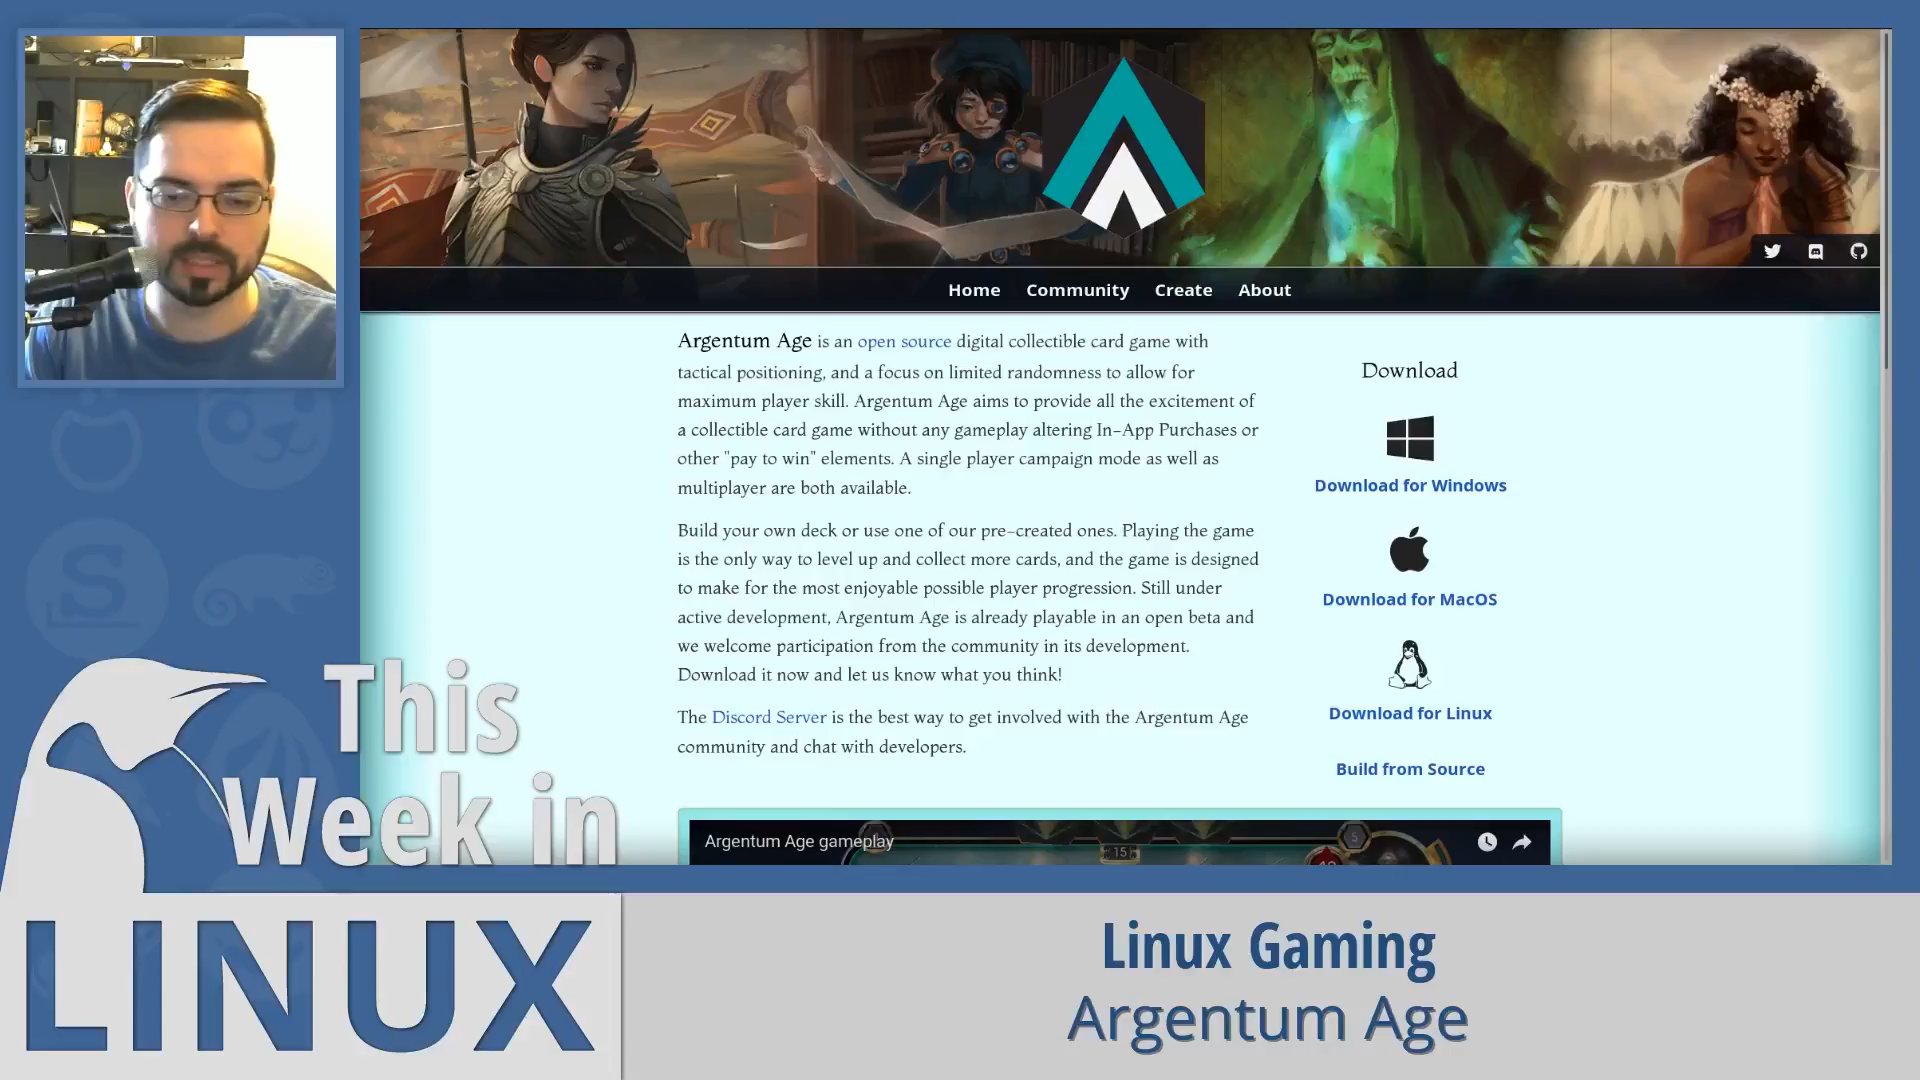 Home Community Create About
Argentum Age is an open source digital collectible card game with
tactical positioning, and a focus on limited randomness to allow for
maximum player skill. Argentum Age aims to provide all the excitement of
a collectible card game without any gameplay altering In-App Purchases or
other "pay to win" elements. A single player campaign mode as well as
multiplayer are both available.
Build your own deck or use one of our pre-created ones. Playing the game
is the only way to level up and collect more cards, and the game is designed
to make for the most enjoyable possible player progression. Still under
active development, Argentum Age is already playable in an open beta and
we welcome participation from the community in its development.
Download it now and let us know what you think!
The Discord Server is the best way to get involved with the Argentum Age
community and chat with developers.
Download
Download for Windows
Download for MacOS
Download for Linux
Build from Source
Argentum Age gameplay
15
5
This
Week in
LINUX
Linux Gaming
Argentum Age